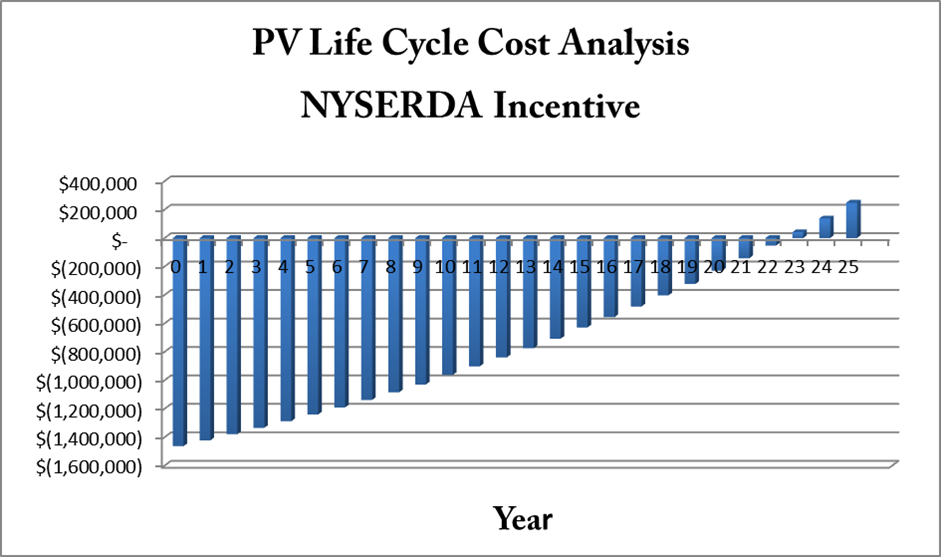 PV Life Cycle Cost Analysis
NYSERDA Incentive
$400,000
$200,000
$-
$(200,000)
0 1 2 3 4 5 6 7 8 9 10 11 12 13 14 15 16 17 18 19 20 21 22 23 24 25
$(400,000)
$(600,000)
$(800,000)
$(1,000,000)
$(1,200,000)
$(1,400,000)
$(1,600,000)
Year